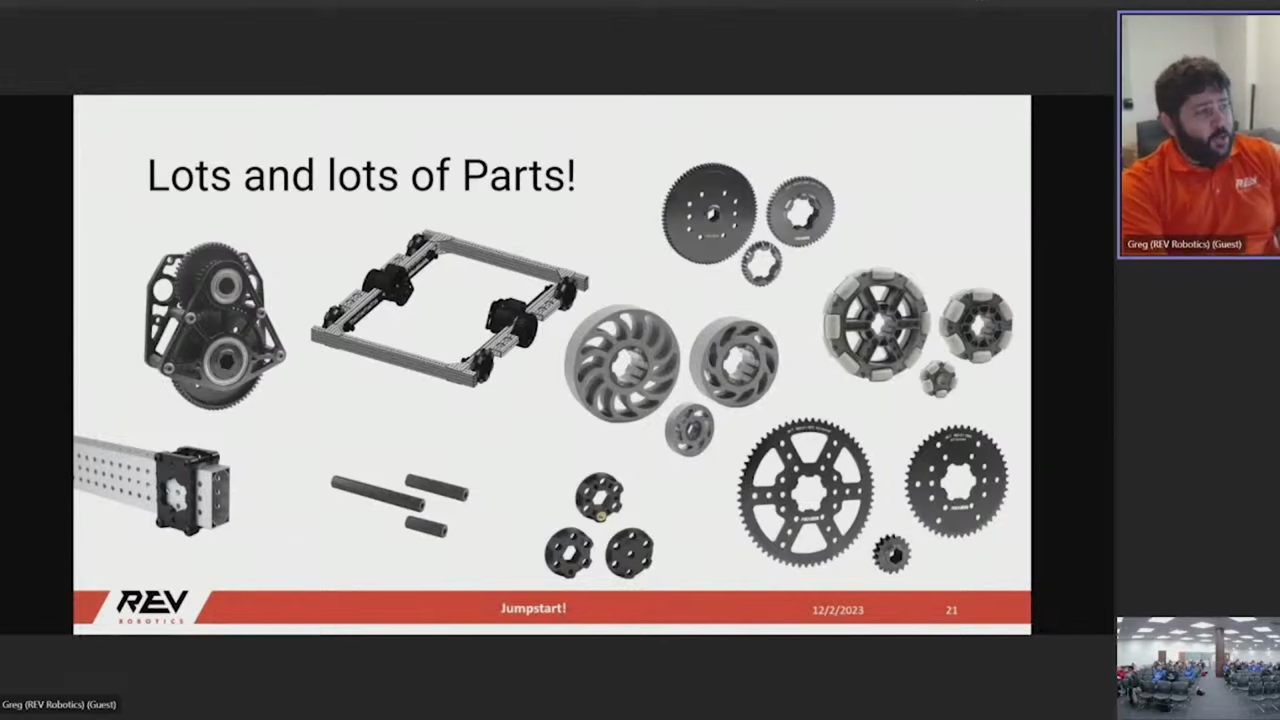 Lots and lots of Parts!
REV
Greg (REV Robotics) (Guest)
REV
ROBOTICS
Jumpstart!
12/2/2023
21
Greg (REV Robotics) (Guest)